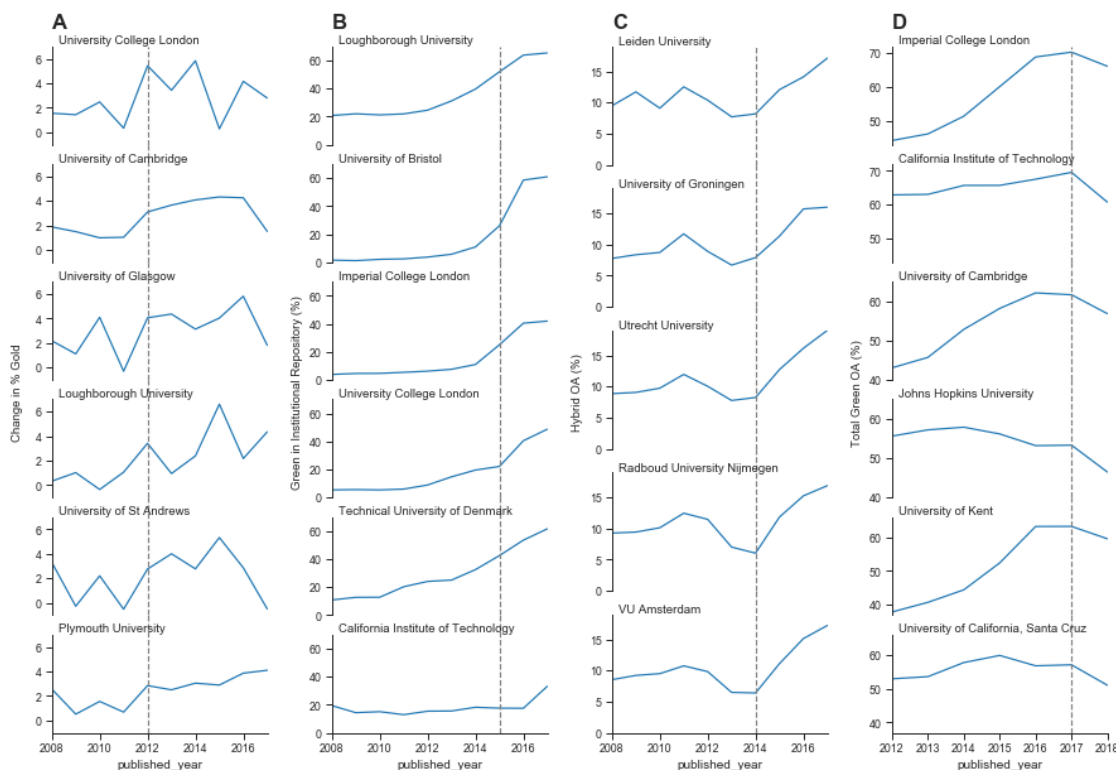 A
University College London
6
4
2
0
University of Cambridge
6
4
2
0
University of Glasgow
6
4
2
0
Loughborough University
6
4
2
0
University of St Andrews
6
4
2
0
Plymouth University
6
4
2
0
Change in % Gold
2008 2010 2012 2014 2016
published_year
B
Loughborough University
60
40
20
0
University of Bristol
60
40
20
0
Imperial College London
60
40
20
0
University College London
60
40
20
0
Technical University of Denmark
60
40
20
0
California Institute of Technology
60
40
20
0
Green in Institutional Repository (%)
2008 2010 2012 2014 2016
published_year
C
Leiden University
15
10
5
0
University of Groningen
15
10
5
0
Utrecht University
15
10
5
0
Radboud University Nijmegen
15
10
5
0
VU Amsterdam
15
10
5
0
Hybrid OA (%)
2008 2010 2012 2014 2016
published_year
D
Imperial College London
70
60
50
California Institute of Technology
70
60
50
University of Cambridge
60
50
40
Johns Hopkins University
60
50
40
University of Kent
60
50
40
University of California, Santa Cruz
60
50
40
Total Green OA (%)
2012 2013 2014 2015 2016 2017 2018
published_year